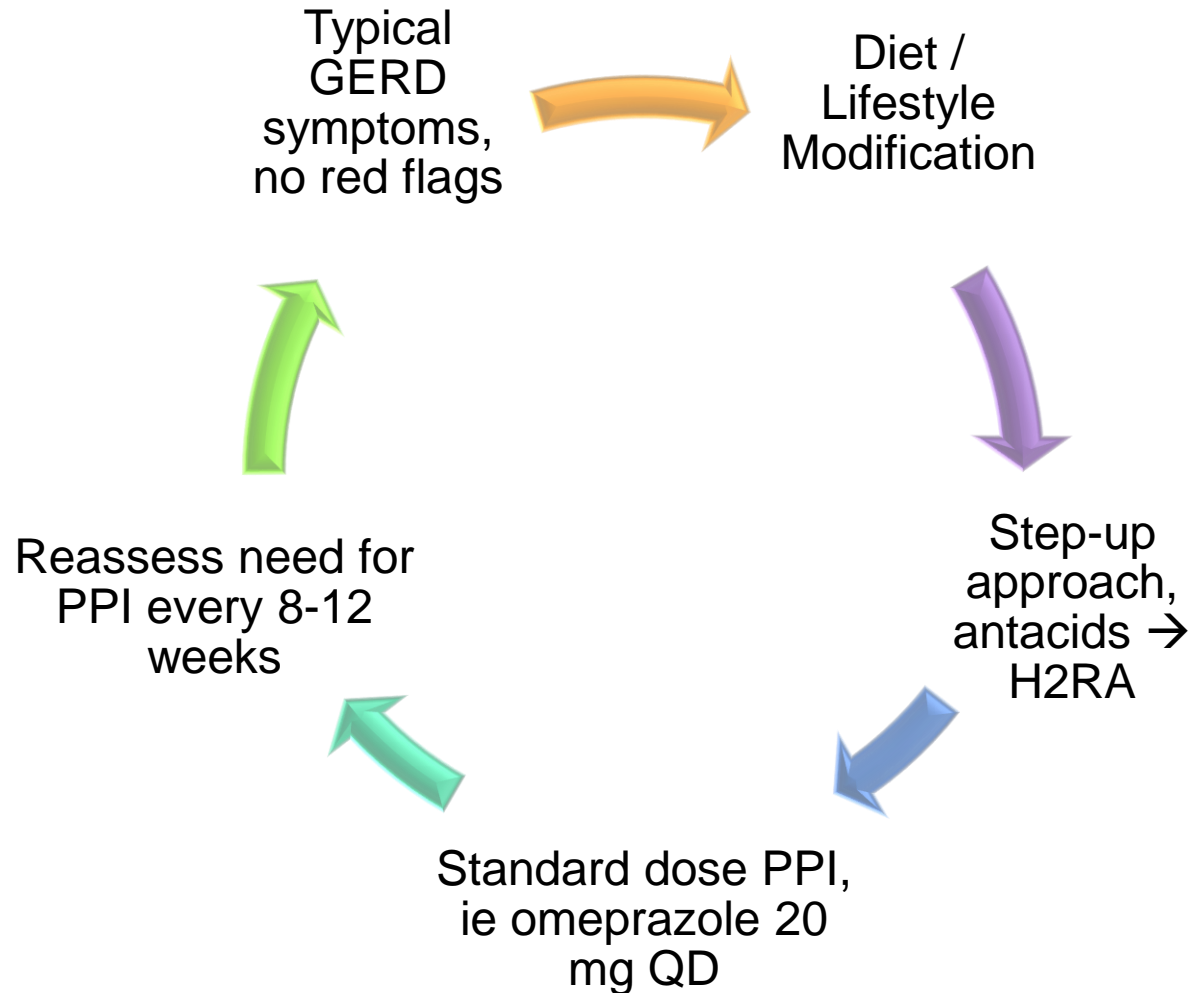 Typical
GERD
symptoms,
no red flags
Diet /
Lifestyle
Modification
Step-up
approach,
antacids →
H2RA
Standard dose PPI,
ie omeprazole 20
mg QD
Reassess need for
PPI every 8-12
weeks